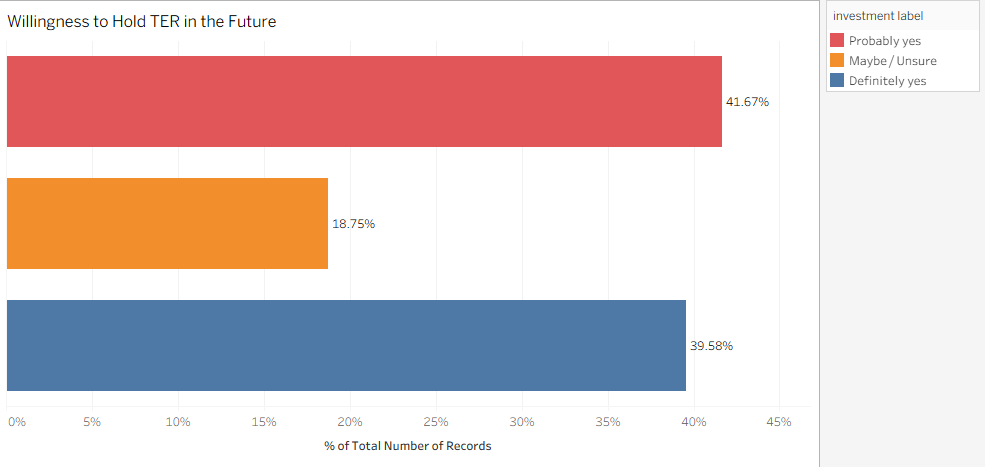 Willingness to Hold TER in the Future
investment label
Probably yes
Maybe / Unsure
Definitely yes
41.67%
18.75%
39.58%
0% 5% 10% 15% 20% 25% 30% 35% 40% 45%
% of Total Number of Records